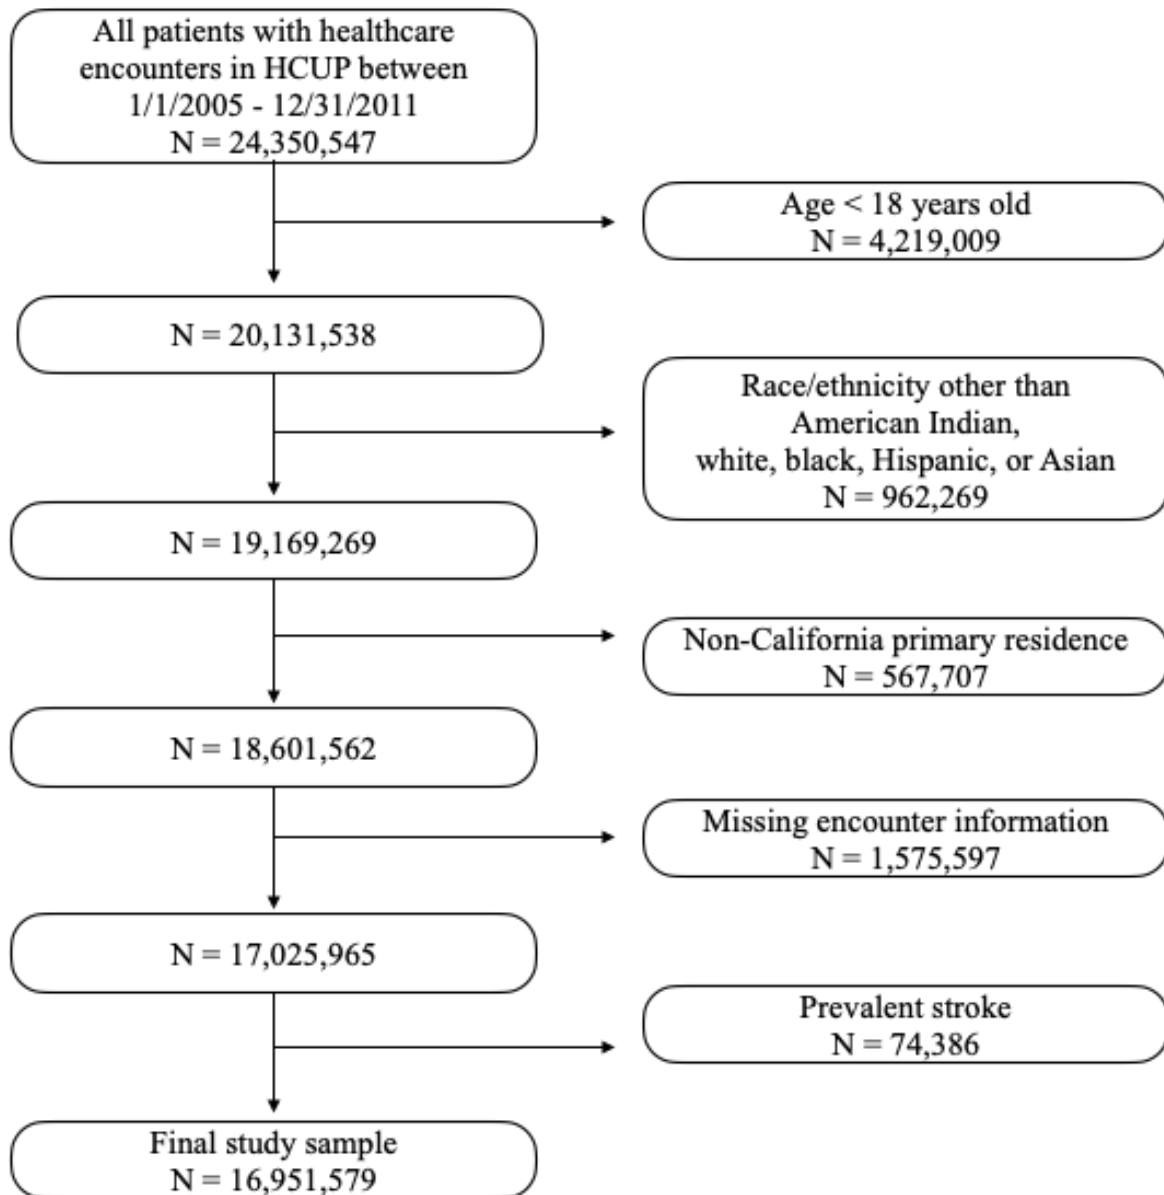 All patients with healthcare
encounters in HCUP between
1/1/2005 - 12/31/2011
N = 24,350,547
Age < 18 years old
N = 4,219,009
N = 20,131,538
Race/ethnicity other than
American Indian,
white, black, Hispanic, or Asian
N = 962,269
N = 19,169,269
Non-California primary residence
N = 567,707
N = 18,601,562
Missing encounter information
N = 1,575,597
N = 17,025,965
Prevalent stroke
N = 74,386
Final study sample
N = 16,951,579